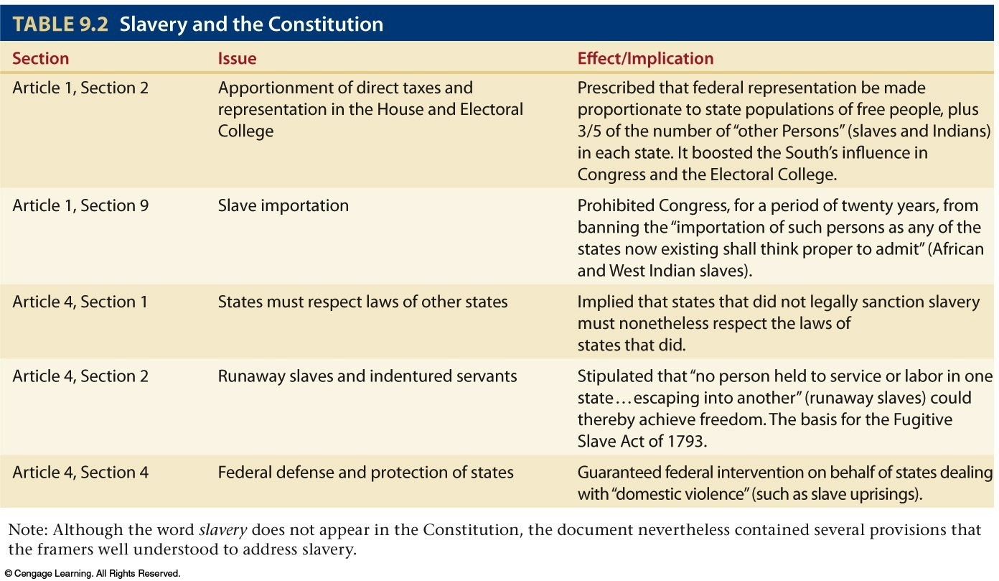 TABLE 9.2 Slavery and the Constitution
Section Issue Effect/Implication
Article 1, Section 2
Apportionment of direct taxes and
representation in the House and Electoral
College
Prescribed that federal representation be made
proportionate to state populations of free people, plus
3/5 of the number of “other Persons” (slaves and Indians)
in each state. It boosted the South’s influence in
Congress and the Electoral College.
Article 1, Section 9
Slave importation
Prohibited Congress, for a period of twenty years, from
banning the “importation of such persons as any of the
states now existing shall think proper to admit” (African
and West Indian slaves).
Article 4, Section 1
States must respect laws of other states
Implied that states that did not legally sanction slavery
must nonetheless respect the laws of
states that did.
Article 4, Section 2
Runaway slaves and indentured servants
Stipulated that “no person held to service or labor in one
state…escaping into another” (runaway slaves) could
thereby achieve freedom. The basis for the Fugitive
Slave Act of 1793.
Article 4, Section 4
Federal defense and protection of states
Guaranteed federal intervention on behalf of states dealing
with “domestic violence” (such as slave uprisings).
Note: Although the word slavery does not appear in the Constitution, the document nevertheless contained several provisions that
the framers well understood to address slavery.
© Cengage Learning. All Rights Reserved.